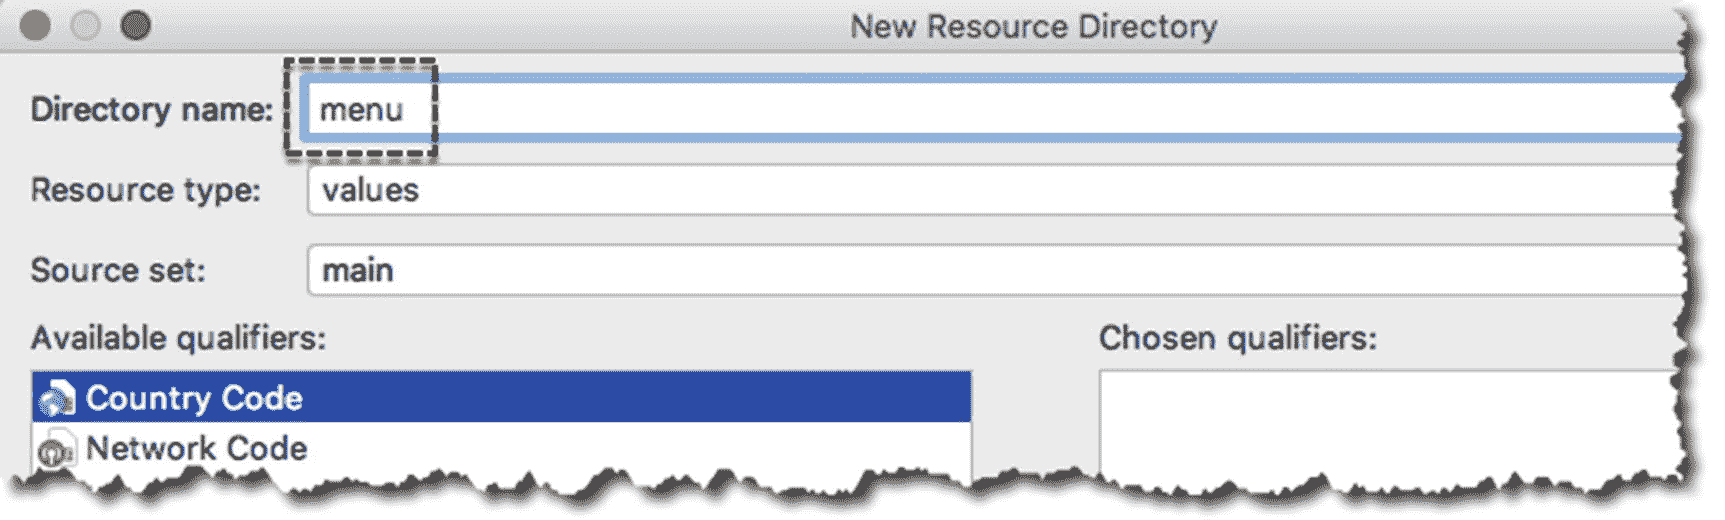 New Resource Directory
Directory name: menu
Resource type: values
Source set: main
Available qualifiers: Chosen qualifiers:
Country Code
Network Code